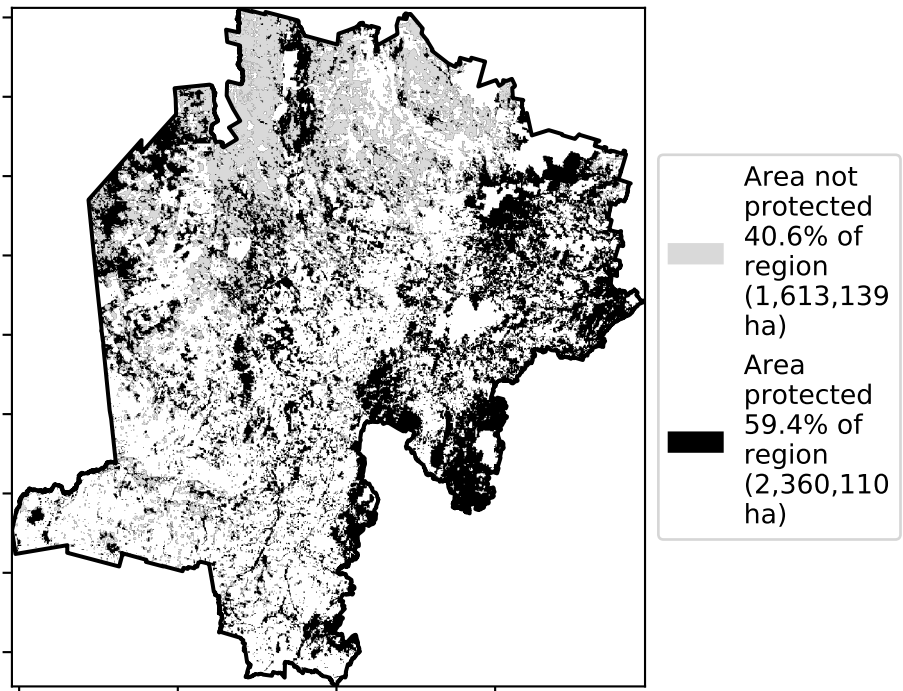 Area not
protected
40.6% of
region
(1,613,139
ha)
Area
protected
59.4% of
region
(2,360,110
ha)